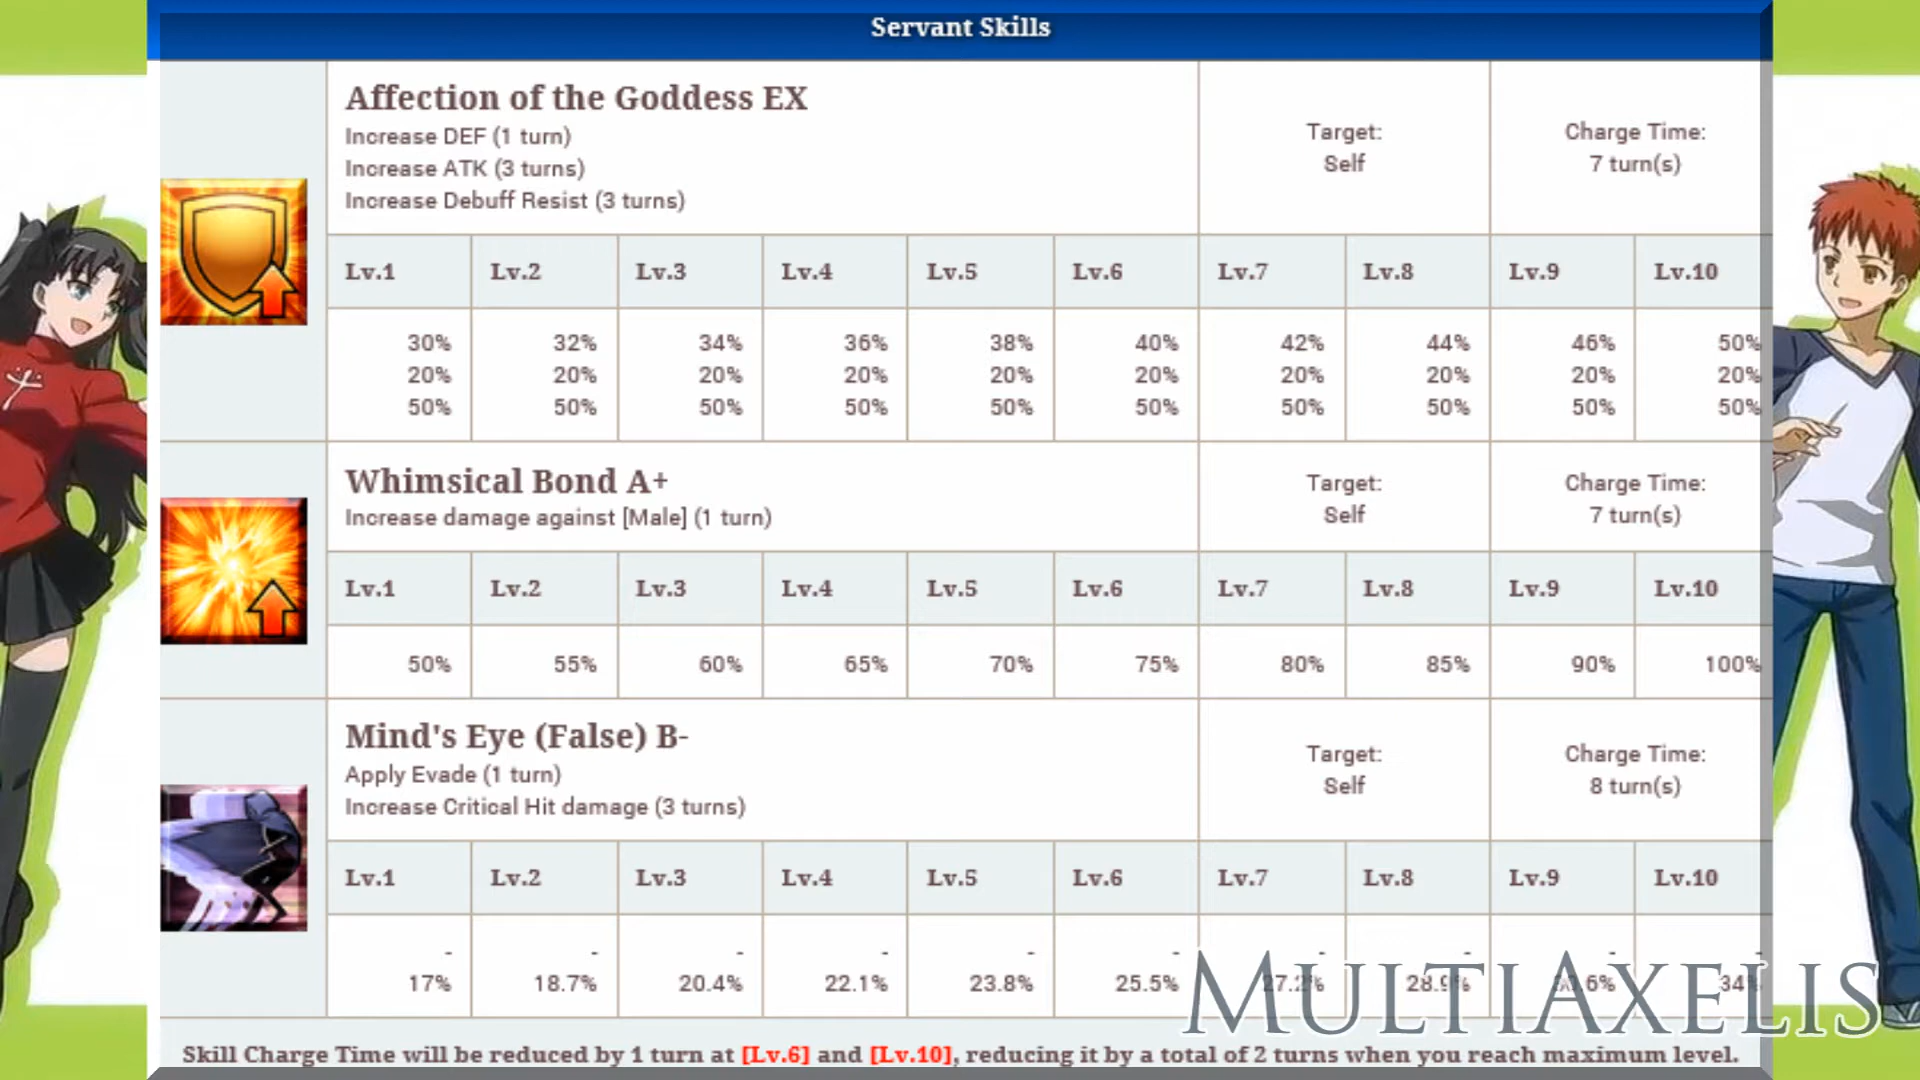 Servant Skills
Affection of the Goddess EX
Increase DEF (1 turn)
Increase ATK (3 turns)
Increase Debuff Resist (3 turns)
Target:
Self
Charge Time:
7 turn(s)
Lv.1 Lv.2 Lv.3 Lv.4 Lv.5 Lv.6 Lv.7 Lv.8 Lv.9 Lv.10
30% 32% 34% 36% 38% 40% 42% 44% 46% 50%
20% 20% 20% 20% 20% 20% 20% 20% 20% 20%
50% 50% 50% 50% 50% 50% 50% 50% 50% 50%
Whimsical Bond A+
Increase damage against [Male] (1 turn)
Target:
Self
Charge Time:
7 turn(s)
Lv.1 Lv.2 Lv.3 Lv.4 Lv.5 Lv.6 Lv.7 Lv.8 Lv.9 Lv.10
50% 55% 60% 65% 70% 75% 80% 85% 90% 100%
Mind's Eye (False) B-
Apply Evade (1 turn)
Increase Critical Hit damage (3 turns)
Target:
Self
Charge Time:
8 turn(s)
Lv.1 Lv.2 Lv.3 Lv.4 Lv.5 Lv.6 Lv.7 Lv.8 Lv.9 Lv.10
- - - - - - - - - -
17% 18.7% 20.4% 22.1% 23.8% 25.5% 27.2% 28.9% 30.6% 34%
MultiAxelis
Skill Charge Time will be reduced by 1 turn at [Lv.6] and [Lv.10], reducing it by a total of 2 turns when you reach maximum level.